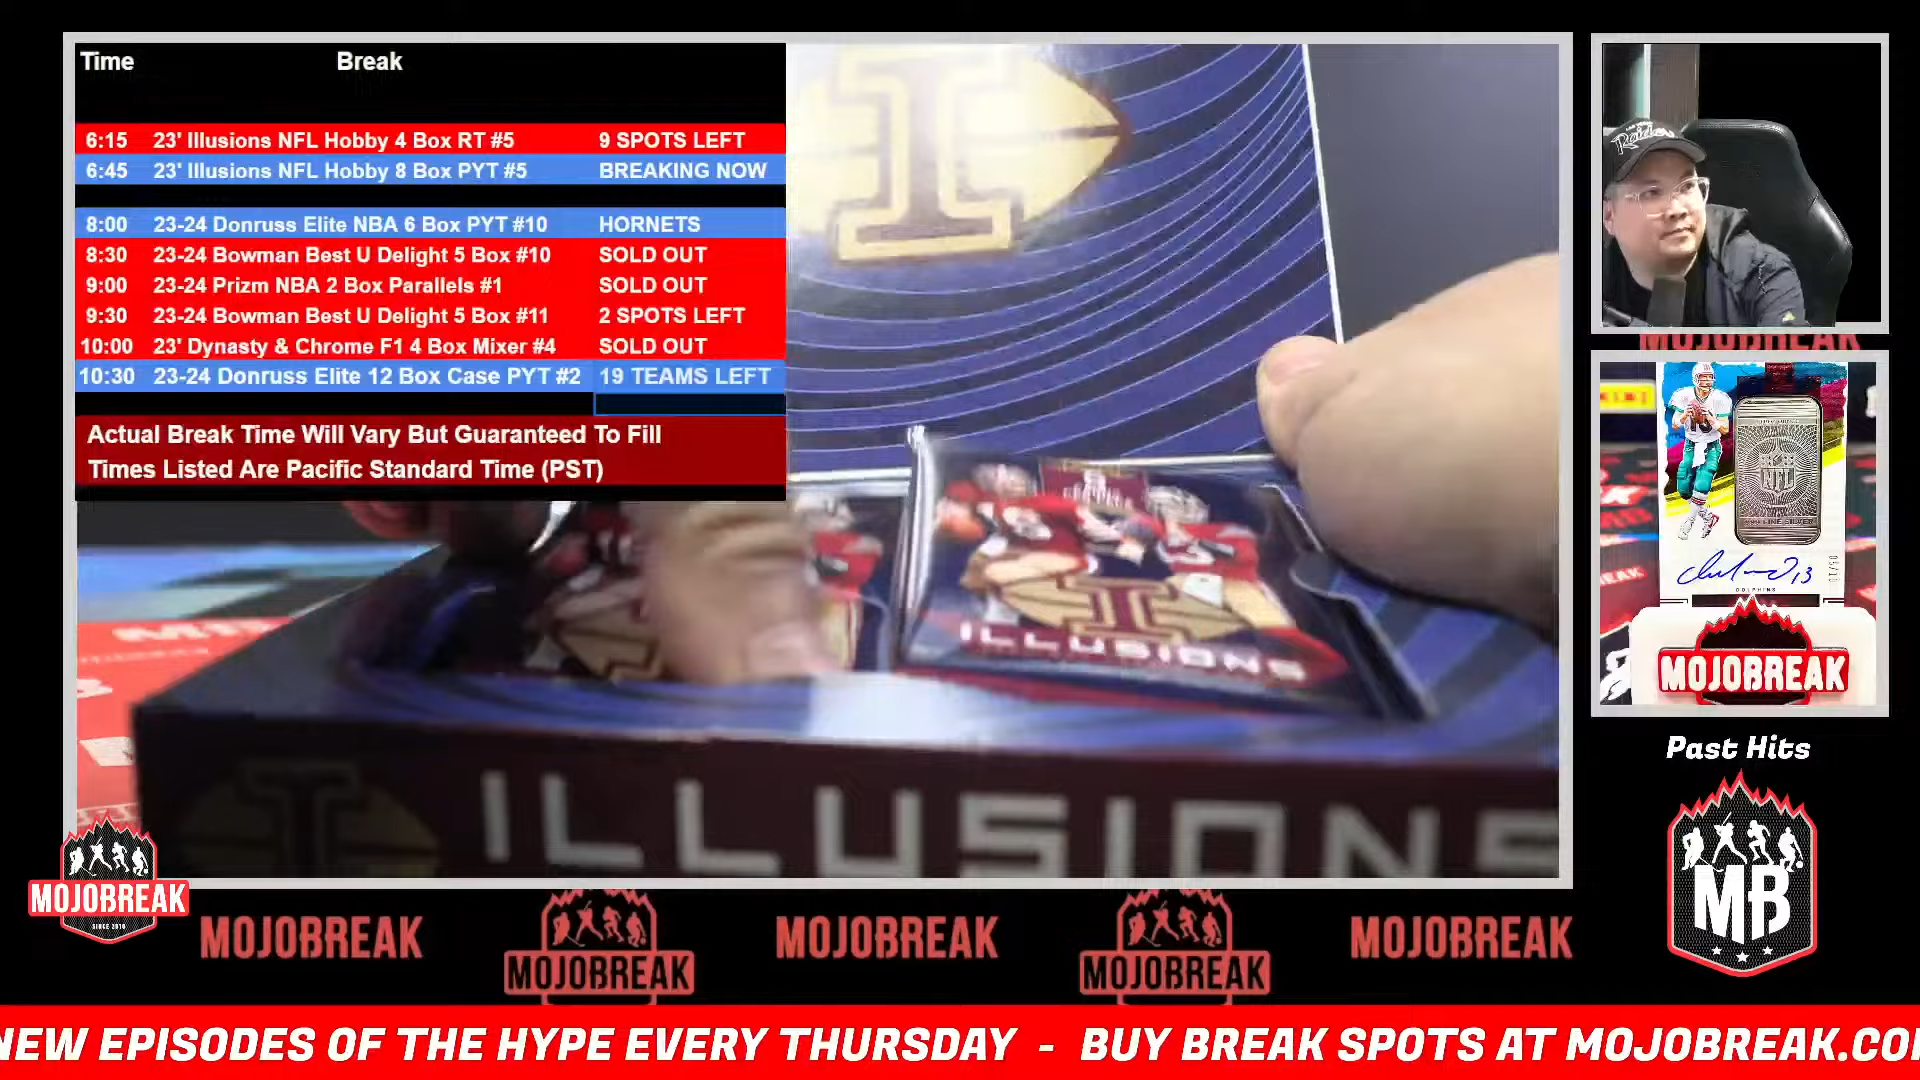 Time Break
6:15 23' Illusions NFL Hobby 4 Box RT #5 9 SPOTS LEFT
6:45 23' Illusions NFL Hobby 8 Box PYT #5 BREAKING NOW
8:00 23-24 Donruss Elite NBA 6 Box PYT #10 HORNETS
8:30 23-24 Bowman Best U Delight 5 Box #10 SOLD OUT
9:00 23-24 Prizm NBA 2 Box Parallels #1 SOLD OUT
9:30 23-24 Bowman Best U Delight 5 Box #11 2 SPOTS LEFT
10:00 23' Dynasty & Chrome F1 4 Box Mixer #4 SOLD OUT
10:30 23-24 Donruss Elite 12 Box Case PYT #2 19 TEAMS LEFT
Actual Break Time Will Vary But Guaranteed To Fill
Times Listed Are Pacific Standard Time (PST)
Raiders
ILLUSIONS
ILLUSIONS
NFL
DOLPHINS
MOJOBREAK
Past Hits
MB
MOJOBREAK
SINCE 2010
MOJOBREAK
MOJOBREAK
MOJOBREAK
MOJOBREAK
MOJOBREAK
NEW EPISODES OF THE HYPE EVERY THURSDAY - BUY BREAK SPOTS AT MOJOBREAK.CO